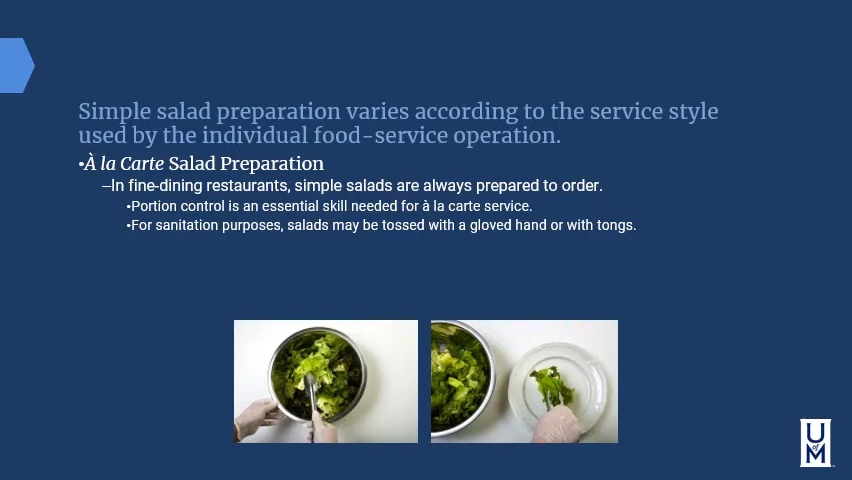 Simple salad preparation varies according to the service style
used by the individual food-service operation.
•À la Carte Salad Preparation
–In fine-dining restaurants, simple salads are always prepared to order.
•Portion control is an essential skill needed for à la carte service.
•For sanitation purposes, salads may be tossed with a gloved hand or with tongs.
U
of
M